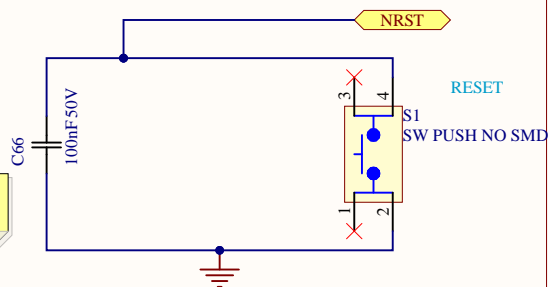 NRST
RESET
3
4
S1
SW PUSH NO SMD
C66
100nF50V
1
2